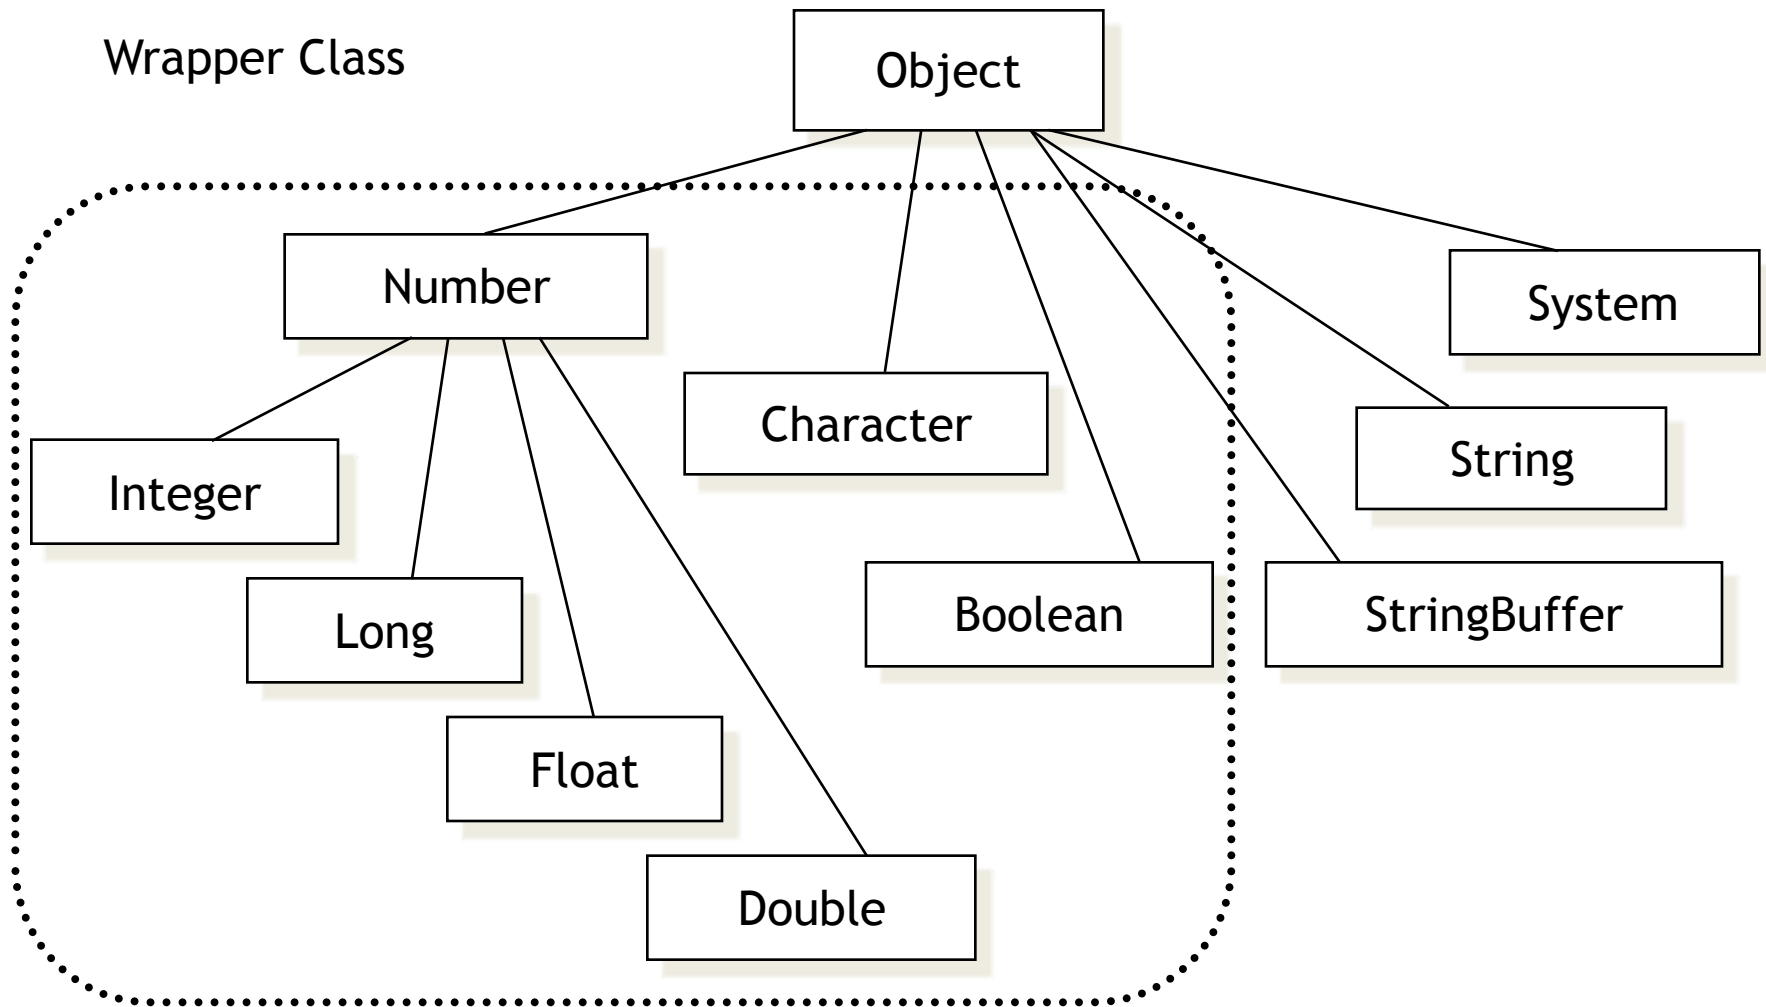 Wrapper Class
Object
Number
System
Character
String
Integer
Boolean
StringBuffer
Long
Float
Double